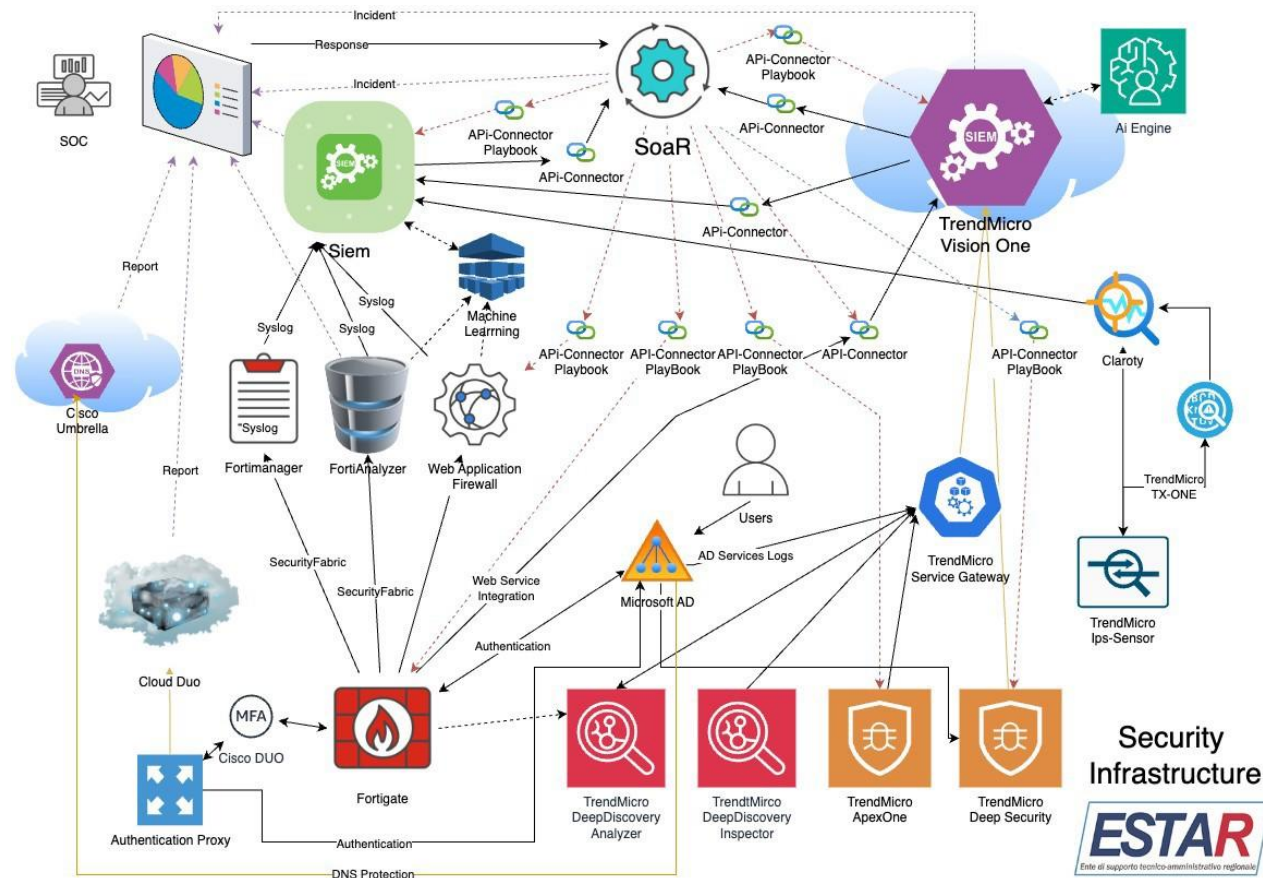 Incident
Response
Incident
SOC
APi-Connector
Playbook
Ai Engine
SIEM
APi-Connector
APi-Connector
Playbook
SIEM
APi-Connector
SoaR
APi-Connector
TrendMicro
Vision One
Siem
Report
Syslog
Syslog
Syslog
Machine
Learrning
APi-Connector
Playbook
APi-Connector
PlayBook
APi-Connector
PlayBook
API-Connector
APi-Connector
PlayBook
Claroty
DNS
Cisco
Umbrella
"Syslog
Fortimanager
FortiAnalyzer
Web Application
Firewall
Report
Users
TrendMicro
TX-ONE
AD Services Logs
TrendMicro
Service Gateway
SecurityFabric
SecurityFabric
Web Service
Integration
Microsoft AD
TrendMicro
Ips-Sensor
Authentication
Cloud Duo
MFA
Cisco DUO
Fortigate
Authentication Proxy
TrendMicro
DeepDiscovery
Analyzer
TrendtMirco
DeepDiscovery
Inspector
TrendMicro
ApexOne
TrendMicro
Deep Security
Security
Infrastructure
Authentication
DNS Protection
ESTAR
Ente di supporto tecnico-amministrativo regionale